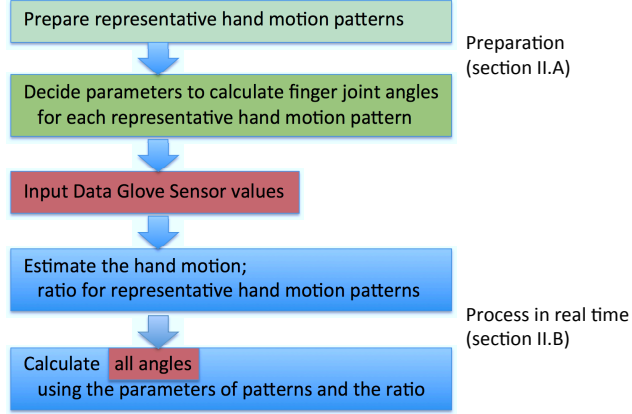 Prepare representative hand motion patterns
Preparation
(section II.A)
Decide parameters to calculate finger joint angles
for each representative hand motion pattern
Input Data Glove Sensor values
Estimate the hand motion;
ratio for representative hand motion patterns
Process in real time
(section II.B)
Calculate all angles
using the parameters of patterns and the ratio